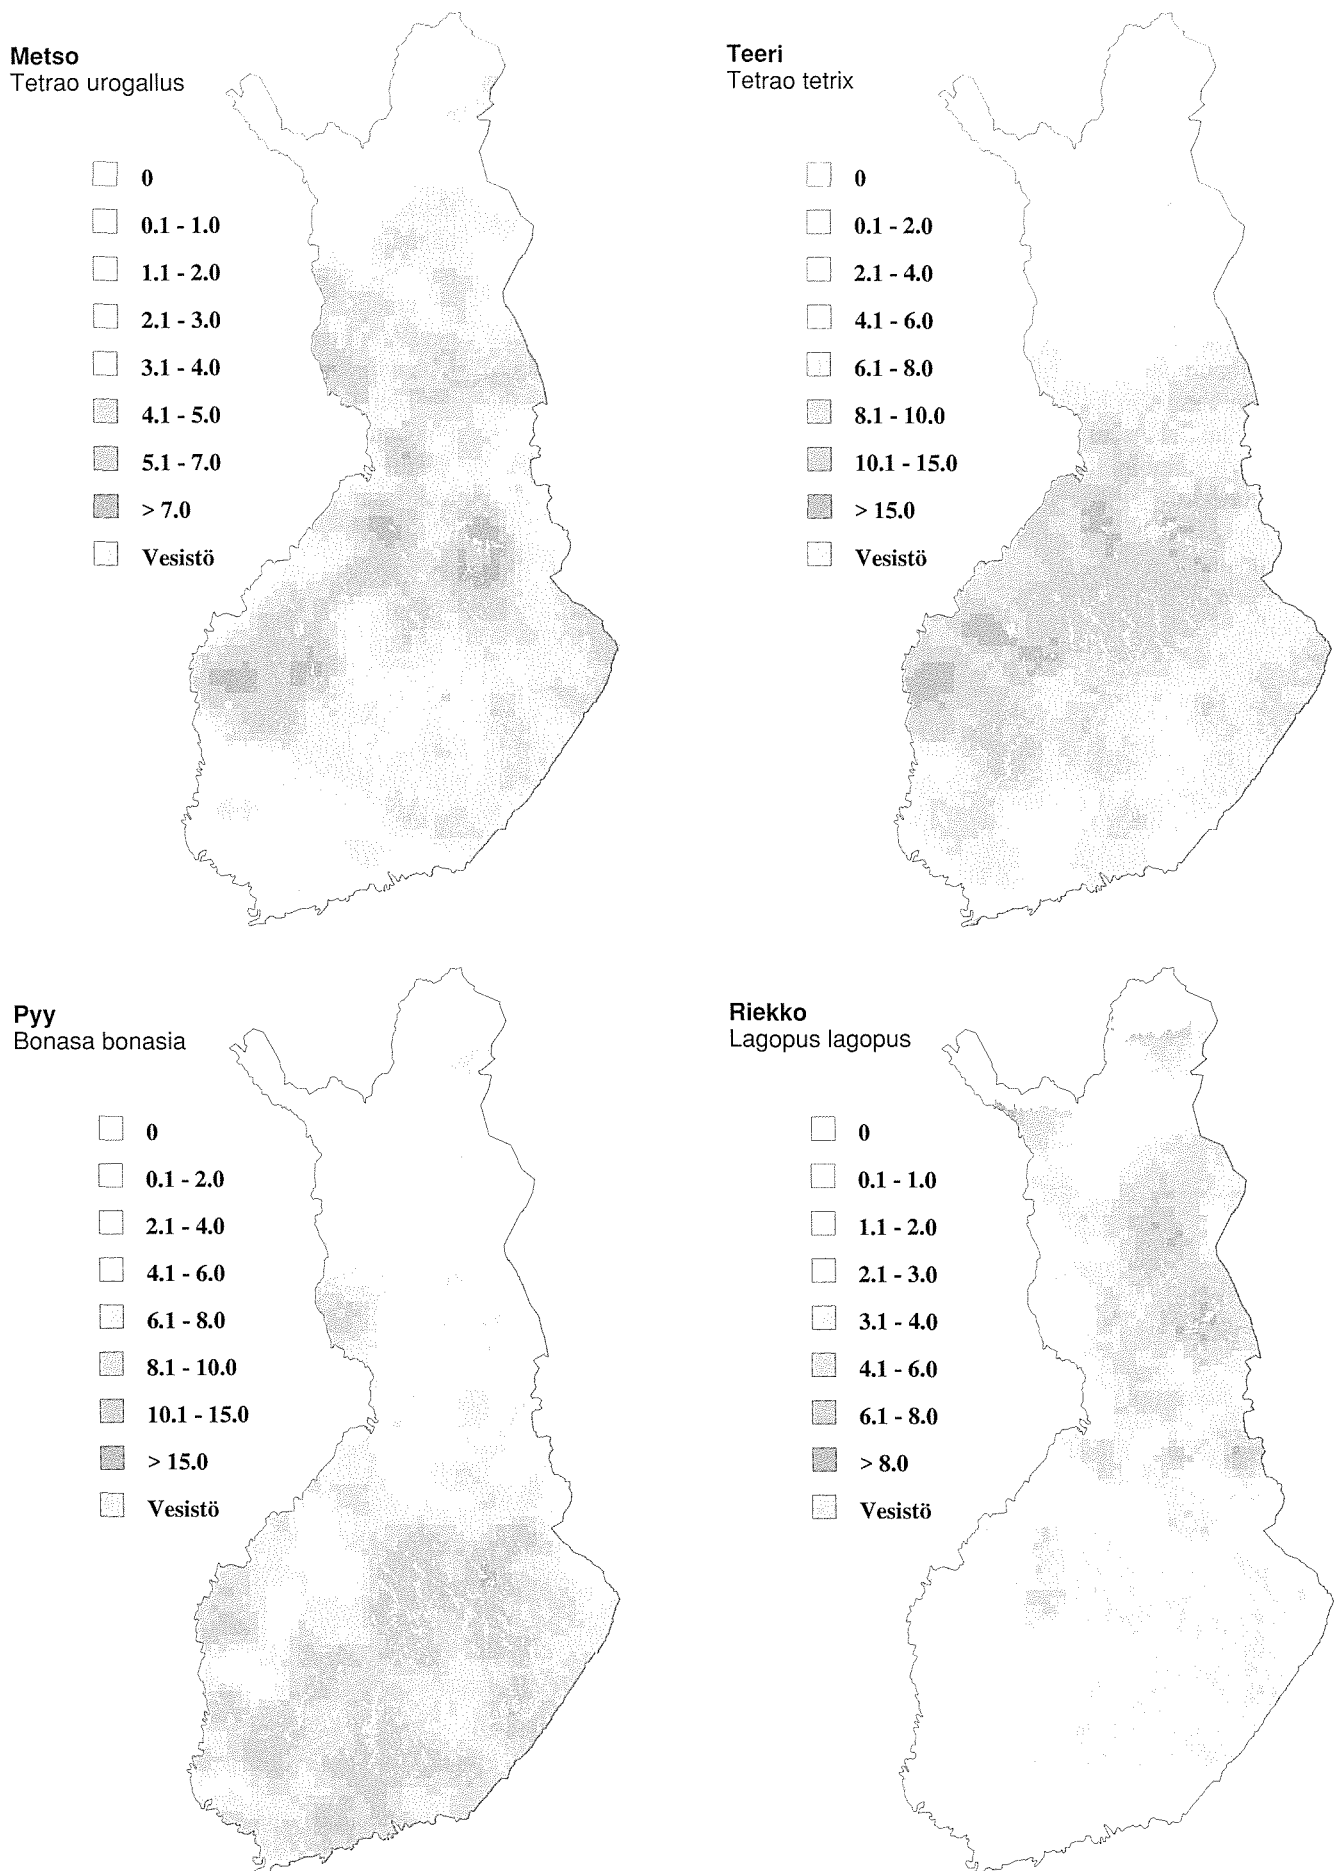 Metso
Tetrao urogallus
0
0.1 - 1.0
1.1 - 2.0
2.1 - 3.0
3.1 - 4.0
4.1 - 5.0
5.1 - 7.0
> 7.0
Vesistö
Teeri
Tetrao tetrix
0
0.1 - 2.0
2.1 - 4.0
4.1 - 6.0
6.1 - 8.0
8.1 - 10.0
10.1 - 15.0
> 15.0
Vesistö
Pyy
Bonasa bonasia
0
0.1 - 2.0
2.1 - 4.0
4.1 - 6.0
6.1 - 8.0
8.1 - 10.0
10.1 - 15.0
> 15.0
Vesistö
Riekko
Lagopus lagopus
0
0.1 - 1.0
1.1 - 2.0
2.1 - 3.0
3.1 - 4.0
4.1 - 6.0
6.1 - 8.0
> 8.0
Vesistö